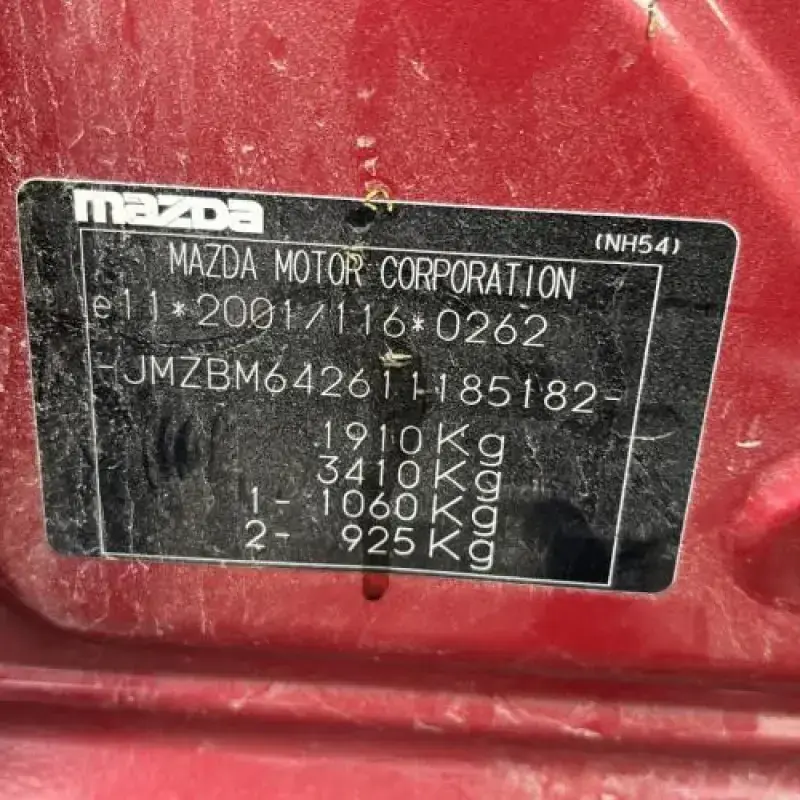 mazda
(NH54)
MAZDA MOTOR CORPORATION
e11*2001/116*0262
-JMZBM642611185182-
1910Kg
3410Kg
1- 1060Kg
2- 925Kg